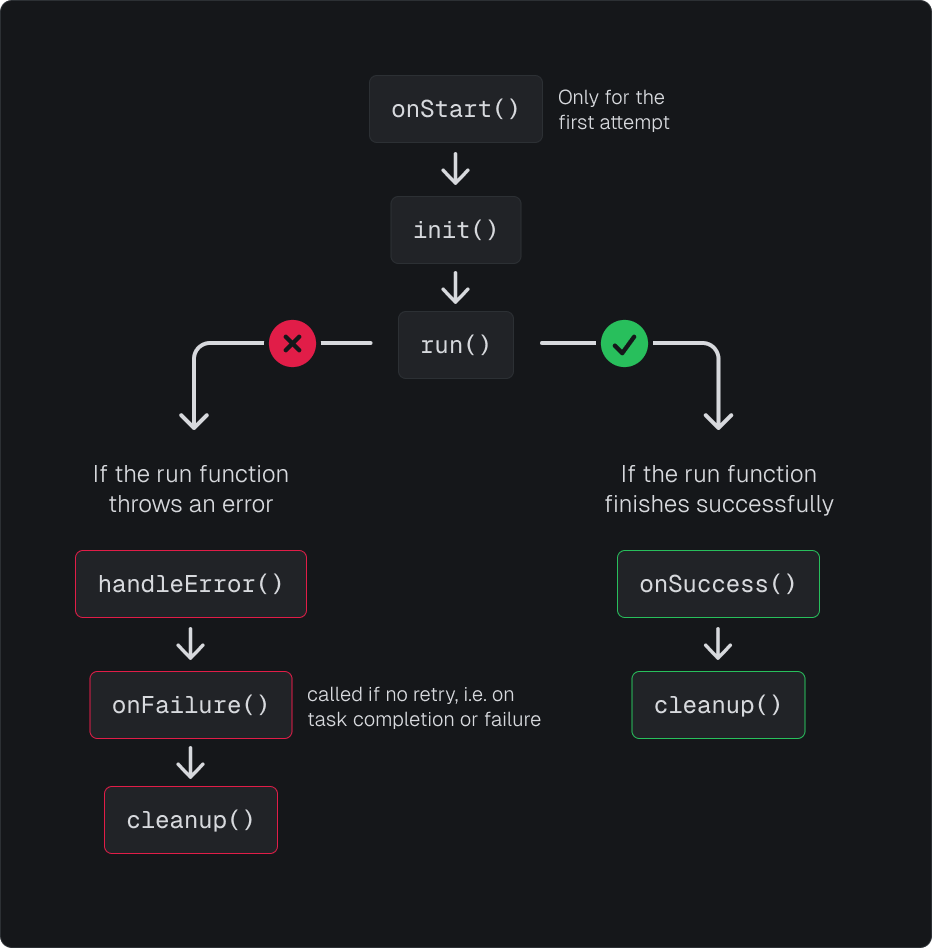 onStart()
Only for the
first attempt
init()
run()
If the run function
throws an error
If the run function
finishes successfully
handleError()
onSuccess()
onFailure()
called if no retry, i.e. on
task completion or failure
cleanup()
cleanup()